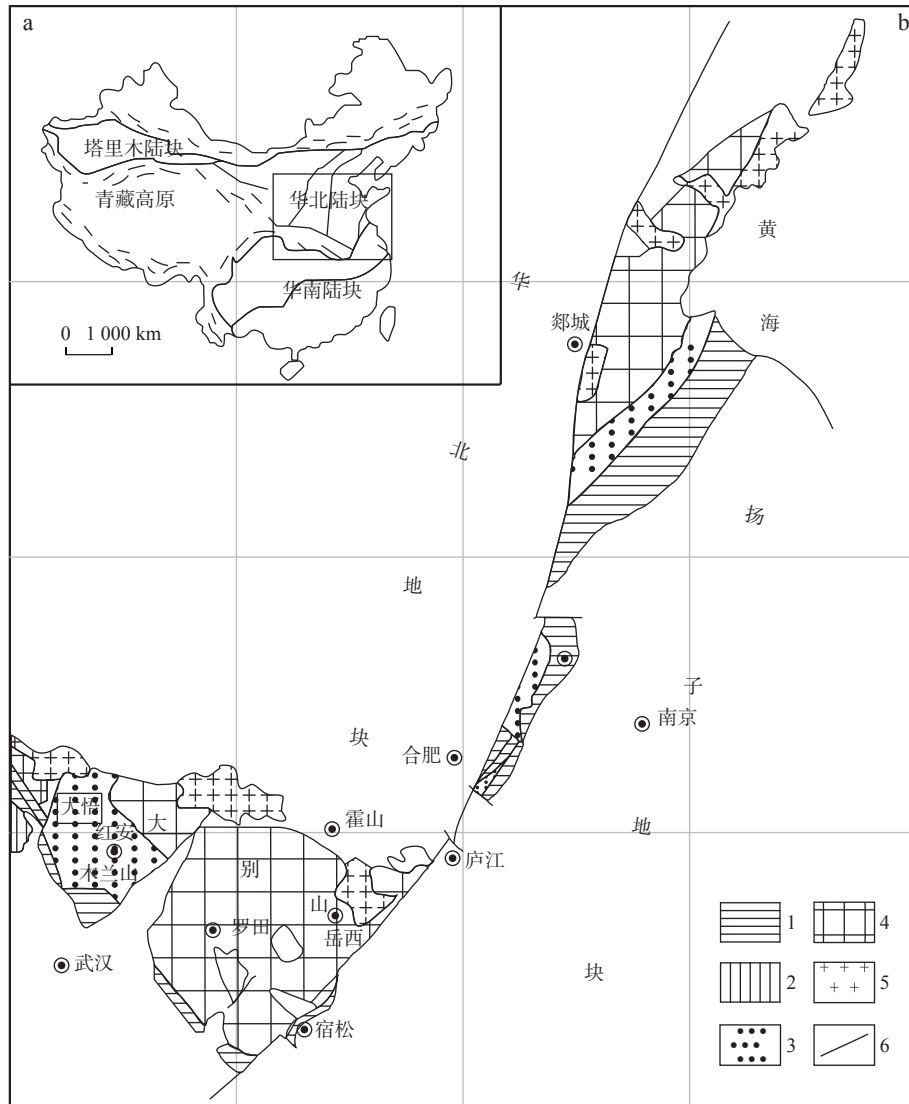 a
塔里木陆块
青藏高原
华北陆块
华南陆块
0 1 000 km
b
黄
海
华
北
地
块
郯城
扬
子
地
块
南京
合肥
霍山
庐江
大悟
红安
木兰山
大
别
山
罗田
岳西
武汉
宿松
1
2
3
4
5
6